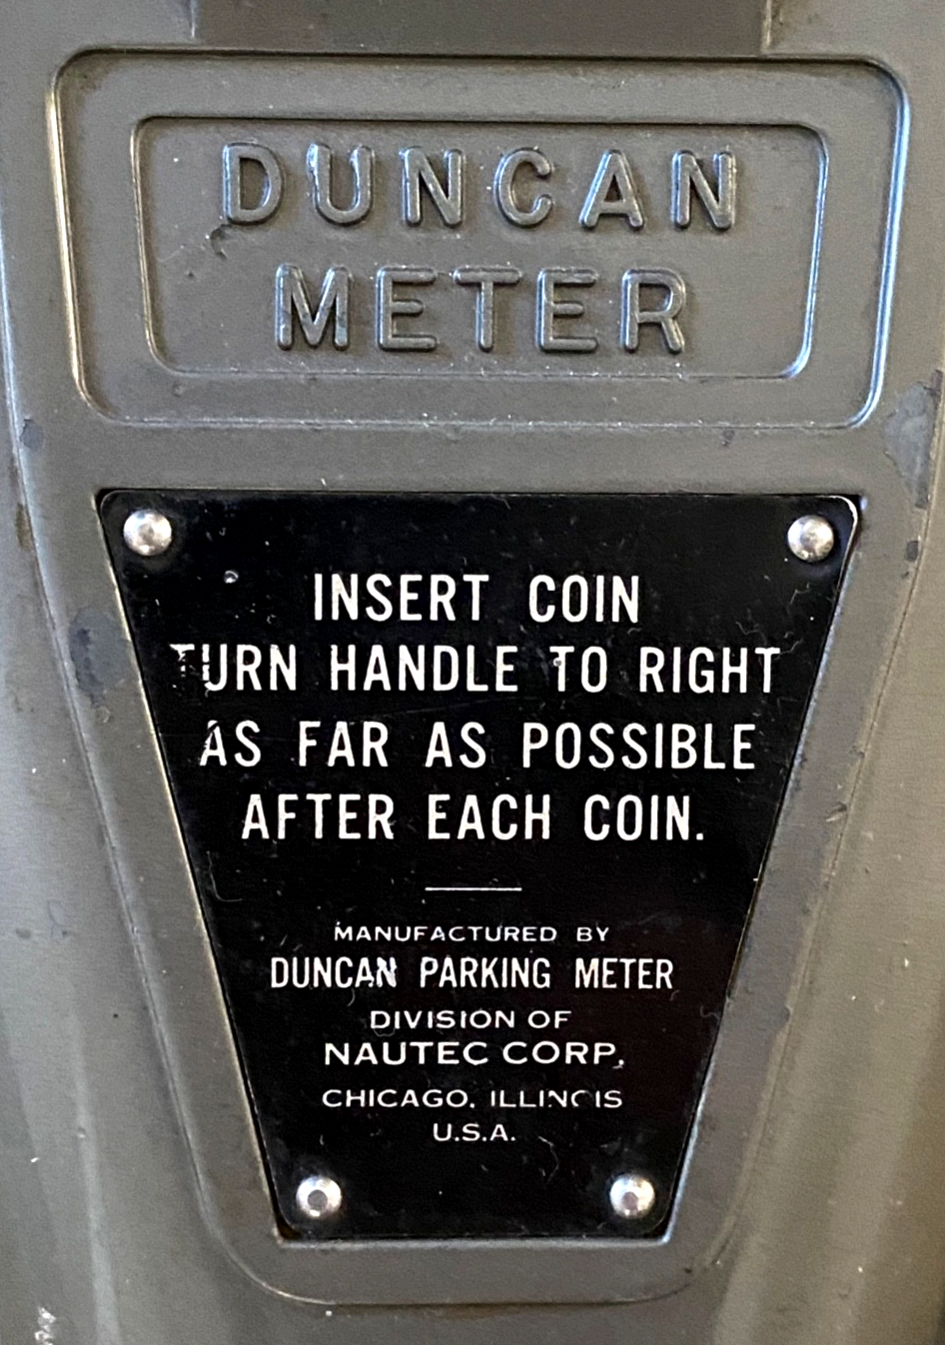 DUNCAN
METER
INSERT COIN
TURN HANDLE TO RIGHT
AS FAR AS POSSIBLE
AFTER EACH COIN.
MANUFACTURED BY
DUNCAN PARKING METER
DIVISION OF
NAUTEC CORP.
CHICAGO, ILLINOIS
U.S.A.